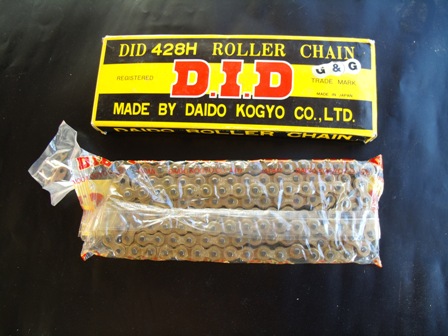 DID 428H ROLLER CHAIN
G & G
REGISTERED
D.I.D
TRADE MARK
MADE IN JAPAN
MADE BY DAIDO KOGYO CO.,LTD.
DAIDO ROLLER CHAIN